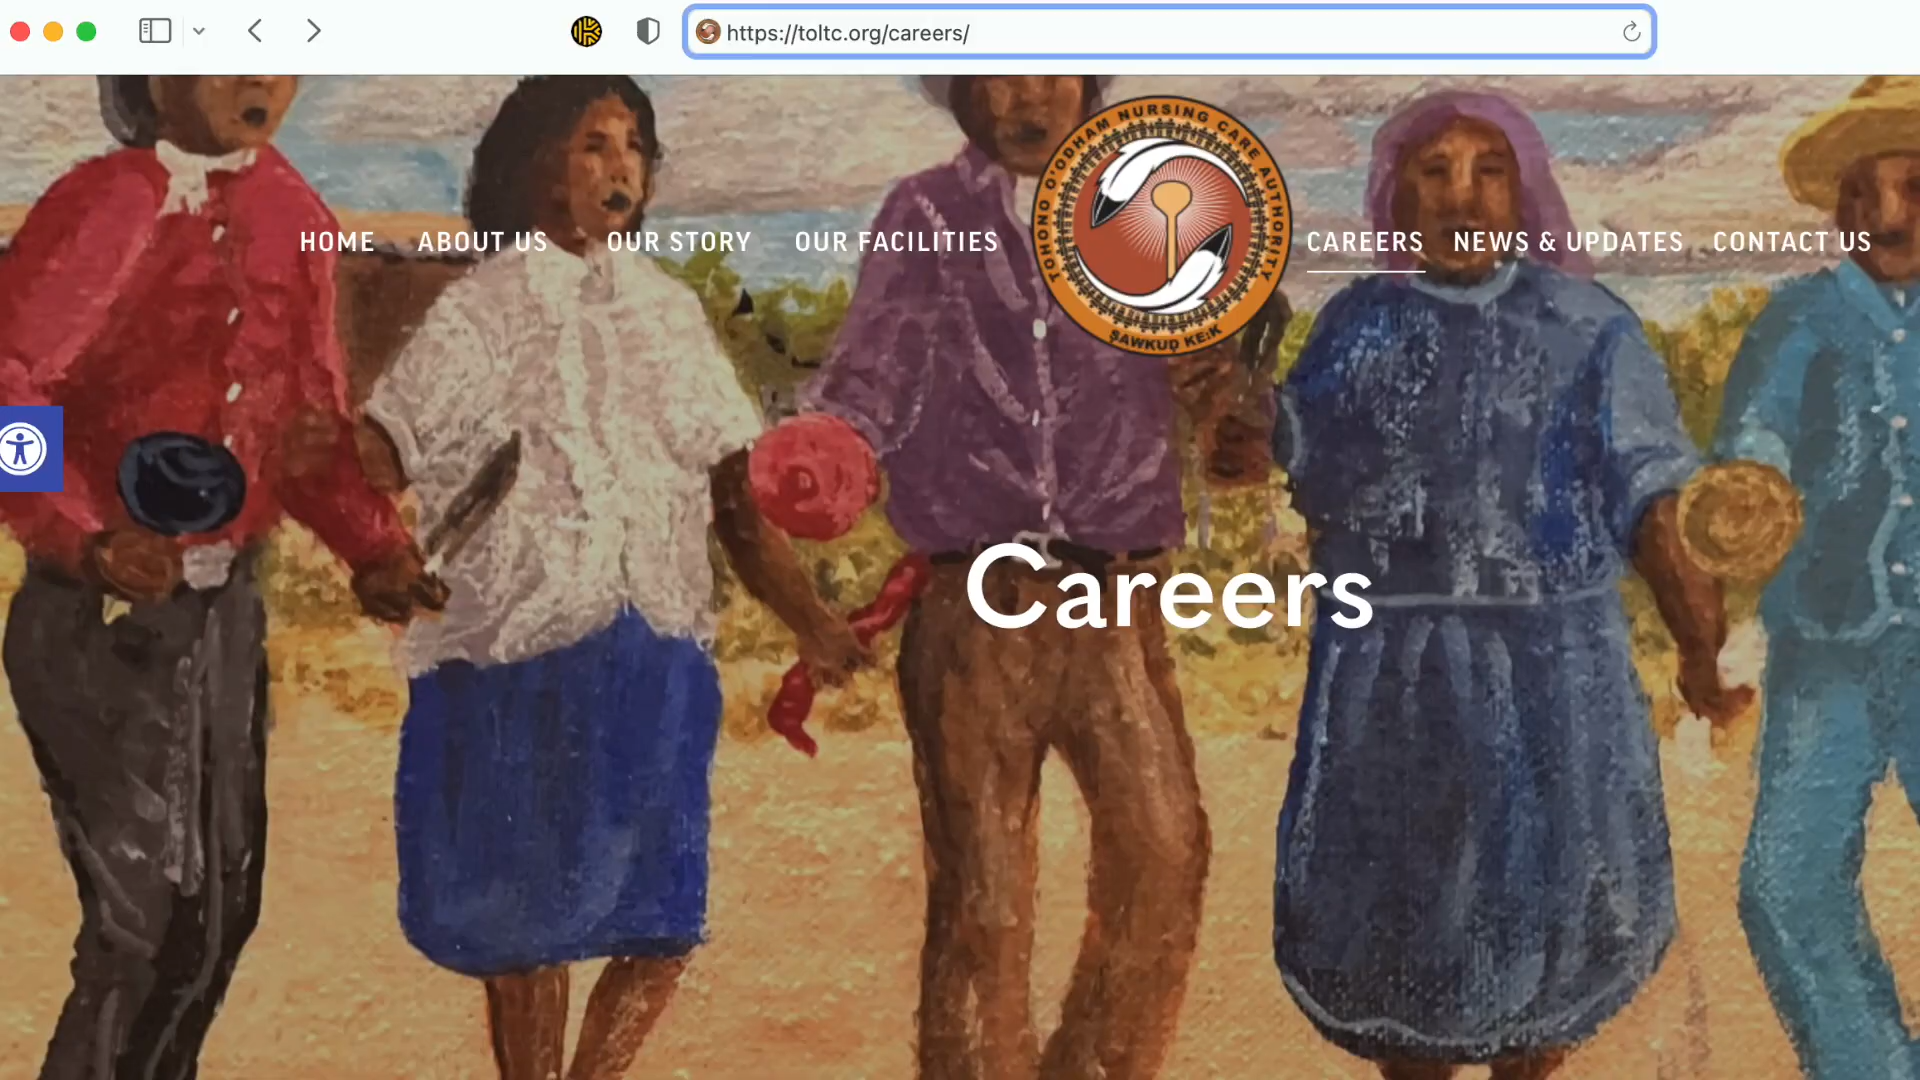 https://toltc.org/careers/
HOME ABOUT US OUR STORY OUR FACILITIES
TOHONO O'ODHAM NURSING CARE AUTHORITY
ṢAWKUḌ KE:K
CAREERS NEWS & UPDATES CONTACT US
Careers